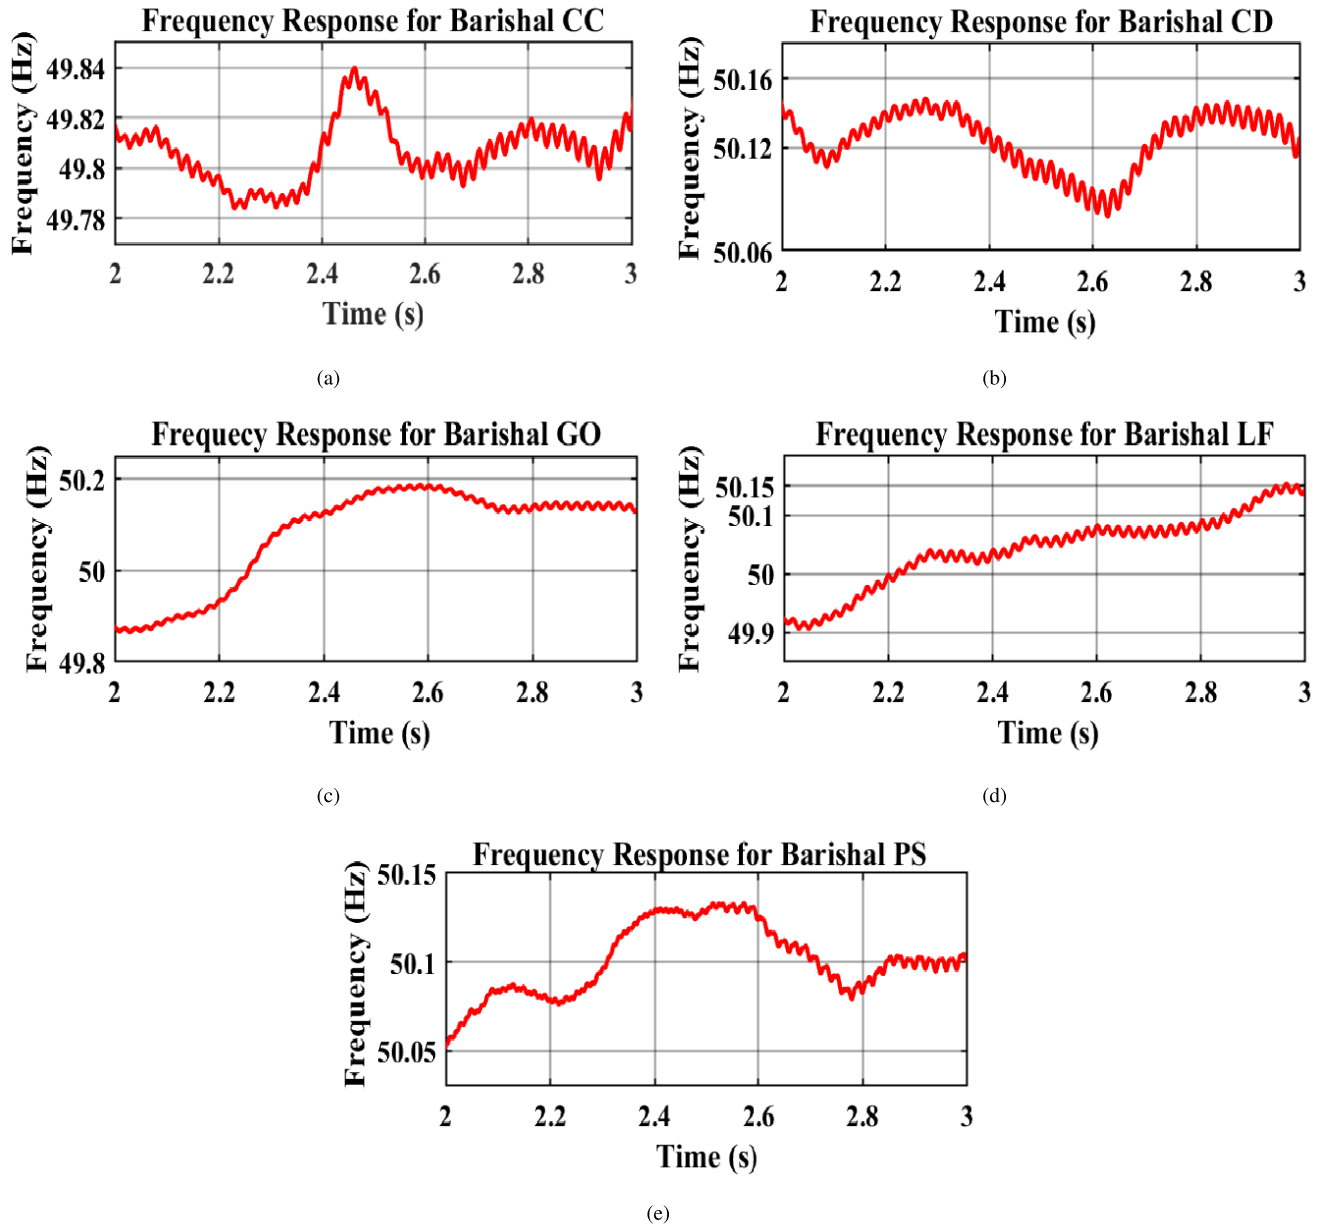 Frequency Response for Barishal CC
Frequency (Hz)
49.84
49.82
49.8
49.78
2 2.2 2.4 2.6 2.8 3
Time (s)
(a)
Frequency Response for Barishal CD
Frequency (Hz)
50.16
50.12
50.06
2 2.2 2.4 2.6 2.8 3
Time (s)
(b)
Frequecy Response for Barishal GO
Frequency (Hz)
50.2
50
49.8
2 2.2 2.4 2.6 2.8 3
Time (s)
(c)
Frequency Response for Barishal LF
Frequency (Hz)
50.15
50.1
50
49.9
2 2.2 2.4 2.6 2.8 3
Time (s)
(d)
Frequency Response for Barishal PS
Frequency (Hz)
50.15
50.1
50.05
2 2.2 2.4 2.6 2.8 3
Time (s)
(e)